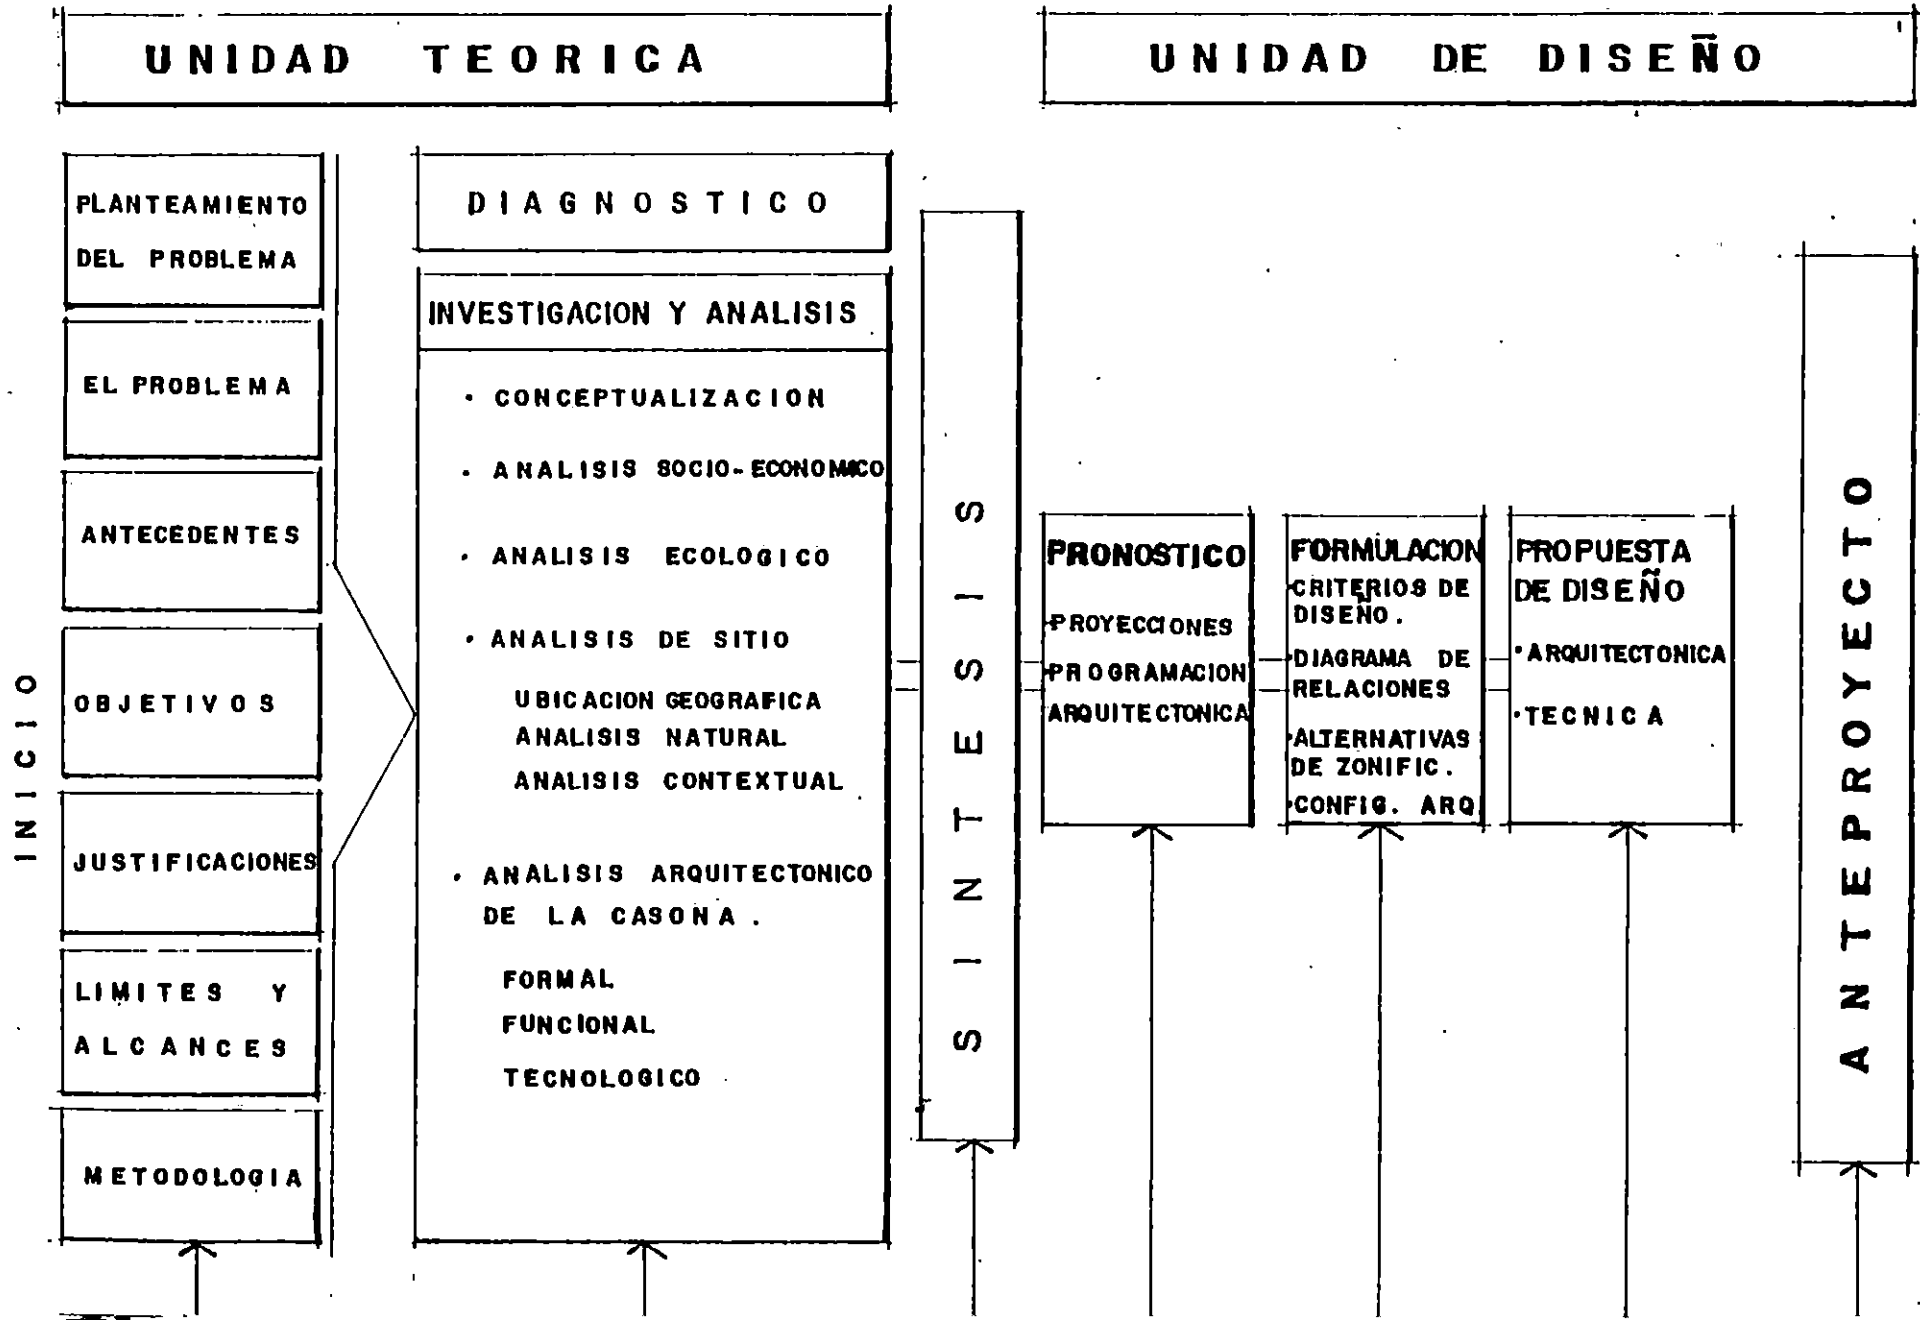 UNIDAD TEORICA
UNIDAD DE DISEÑO
INICIO
PLANTEAMIENTO
DEL PROBLEMA
EL PROBLEMA
ANTECEDENTES
OBJETIVOS
JUSTIFICACIONES
LIMITES Y
ALCANCES
METODOLOGIA
DIAGNOSTICO
INVESTIGACION Y ANALISIS
• CONCEPTUALIZACION
• ANALISIS SOCIO-ECONOMICO
• ANALISIS ECOLOGICO
• ANALISIS DE SITIO
UBICACION GEOGRAFICA
ANALISIS NATURAL
ANALISIS CONTEXTUAL
• ANALISIS ARQUITECTONICO
DE LA CASONA.
FORMAL
FUNCIONAL
TECNOLOGICO
SINTESIS
PRONOSTICO
•PROYECCIONES
•PROGRAMACION
ARQUITECTONICA
FORMULACION
•CRITERIOS DE
DISEÑO.
•DIAGRAMA DE
RELACIONES
•ALTERNATIVAS
DE ZONIFIC.
•CONFIG. ARQ
PROPUESTA
DE DISEÑO
•ARQUITECTONICA
•TECNICA
ANTEPROYECTO